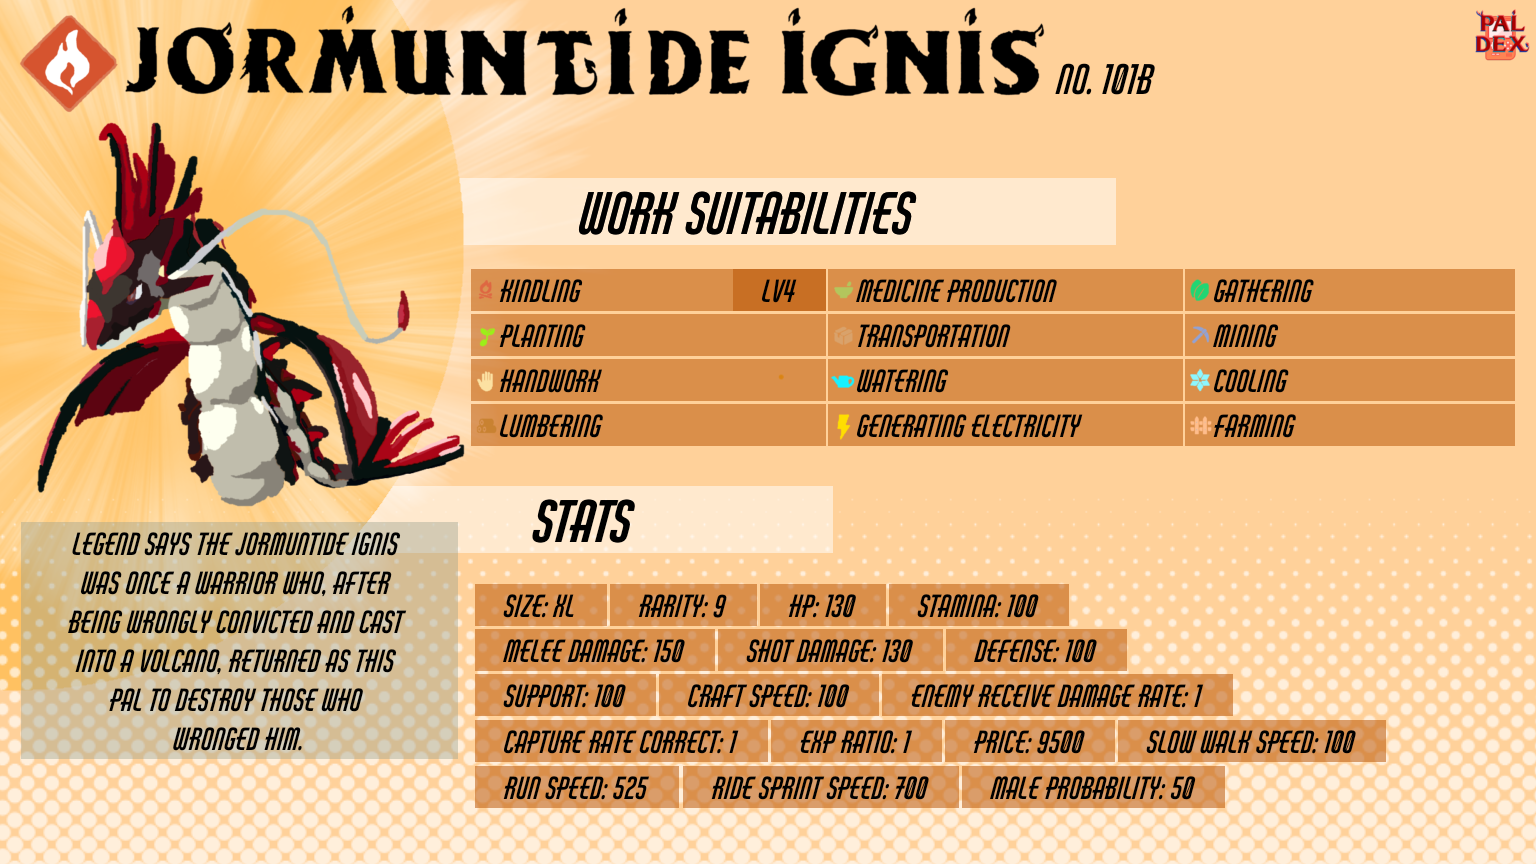 JORMUNTIDE IGNIS NO. 101B
PAL
DEX
WORK SUITABILITIES
KINDLING LV4 MEDICINE PRODUCTION GATHERING
PLANTING TRANSPORTATION MINING
HANDWORK WATERING COOLING
LUMBERING GENERATING ELECTRICITY FARMING
STATS
LEGEND SAYS THE JORMUNTIDE IGNIS
WAS ONCE A WARRIOR WHO, AFTER
BEING WRONGLY CONVICTED AND CAST
INTO A VOLCANO, RETURNED AS THIS
PAL TO DESTROY THOSE WHO
WRONGED HIM.
SIZE: XL RARITY: 9 HP: 130 STAMINA: 100
MELEE DAMAGE: 150 SHOT DAMAGE: 130 DEFENSE: 100
SUPPORT: 100 CRAFT SPEED: 100 ENEMY RECEIVE DAMAGE RATE: 1
CAPTURE RATE CORRECT: 1 EXP RATIO: 1 PRICE: 9500 SLOW WALK SPEED: 100
RUN SPEED: 525 RIDE SPRINT SPEED: 700 MALE PROBABILITY: 50